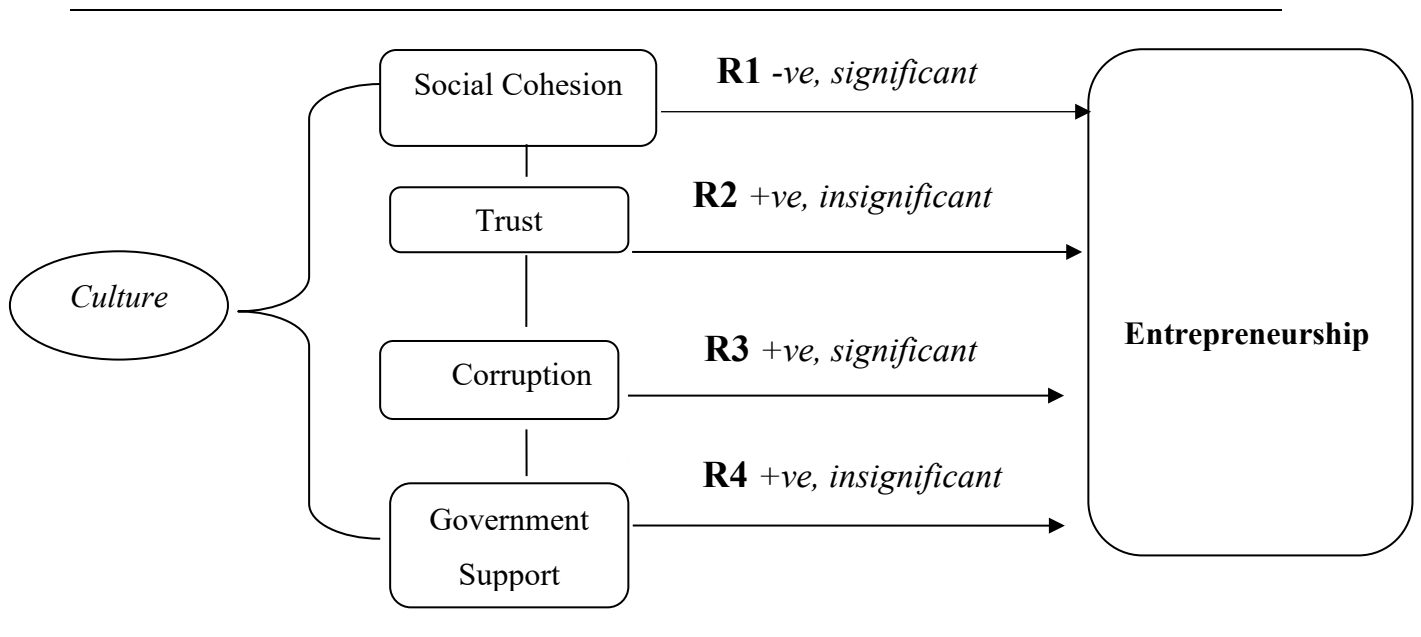 Social Cohesion
R1 -ve, significant
Trust
R2 +ve, insignificant
Culture
Entrepreneurship
Corruption
R3 +ve, significant
Government
Support
R4 +ve, insignificant